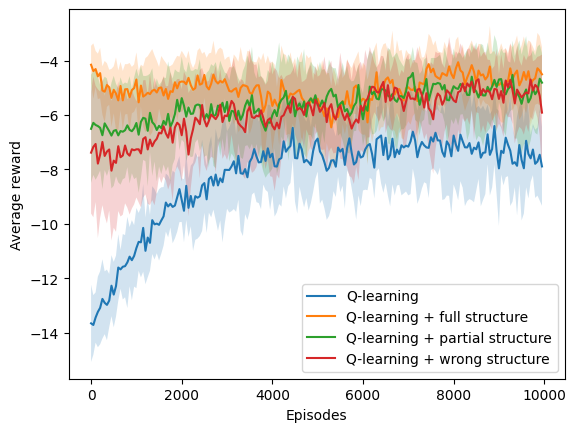 −4
−6
−8
−10
−12
−14
Average reward
0
2000
4000
6000
8000
10000
Episodes
Q-learning
Q-learning + full structure
Q-learning + partial structure
Q-learning + wrong structure